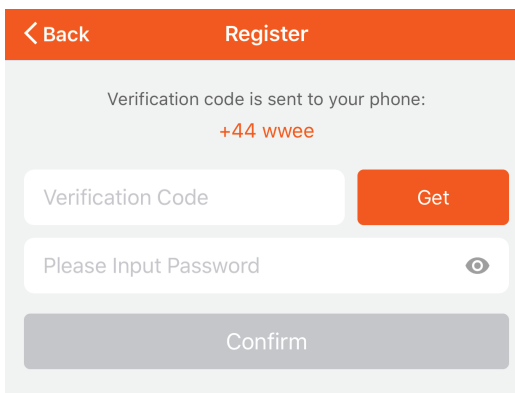 Back Register
Verification code is sent to your phone:
+44 wwee
Verification Code Get
Please Input Password
Confirm